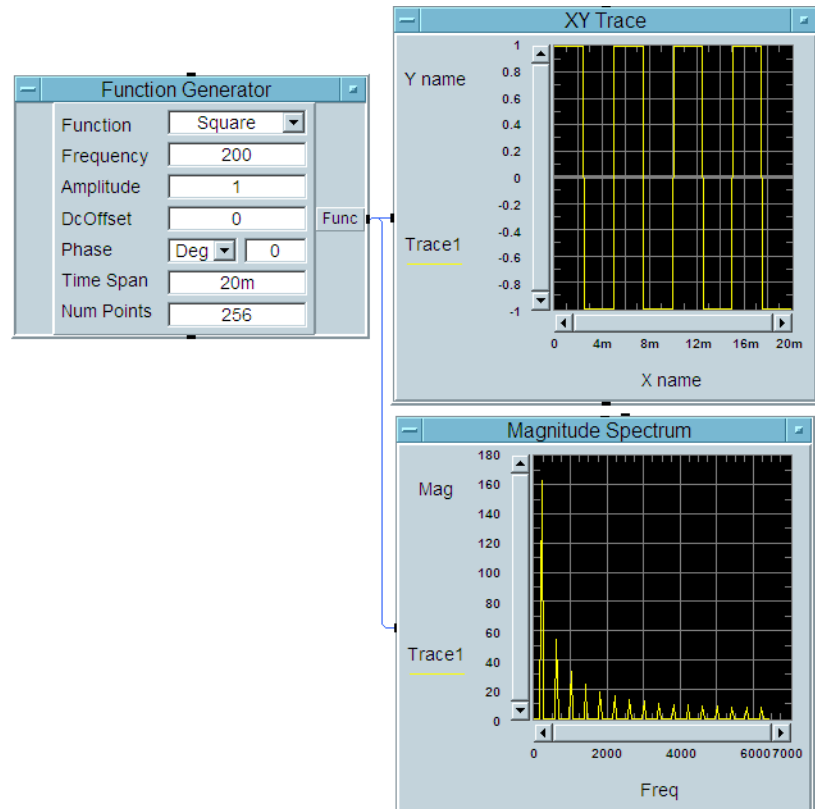 XY Trace
Y name
1
0.8
0.6
0.4
0.2
0
-0.2
-0.4
-0.6
-0.8
-1
Trace1
0 4m 8m 12m 16m 20m
X name
Function Generator
Function Square
Frequency 200
Amplitude 1
DcOffset 0
Phase Deg 0
Time Span 20m
Num Points 256
Func
Magnitude Spectrum
Mag
180
160
140
120
100
80
60
40
20
0
Trace1
0 2000 4000 6000 7000
Freq